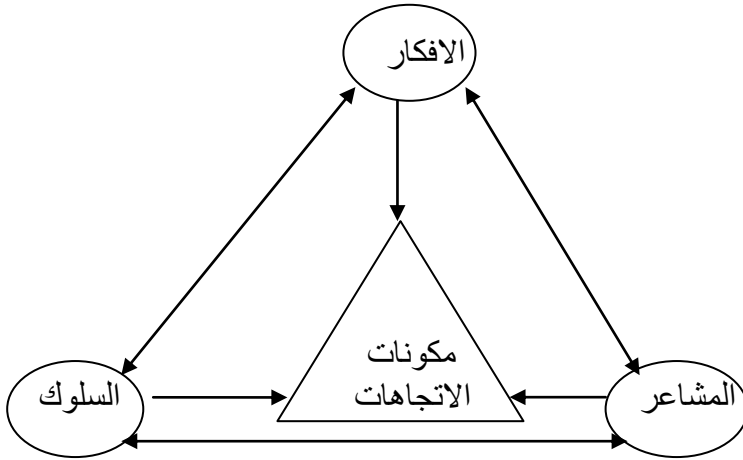 الافكار
مكونات
الاتجاهات
المشاعر
السلوك